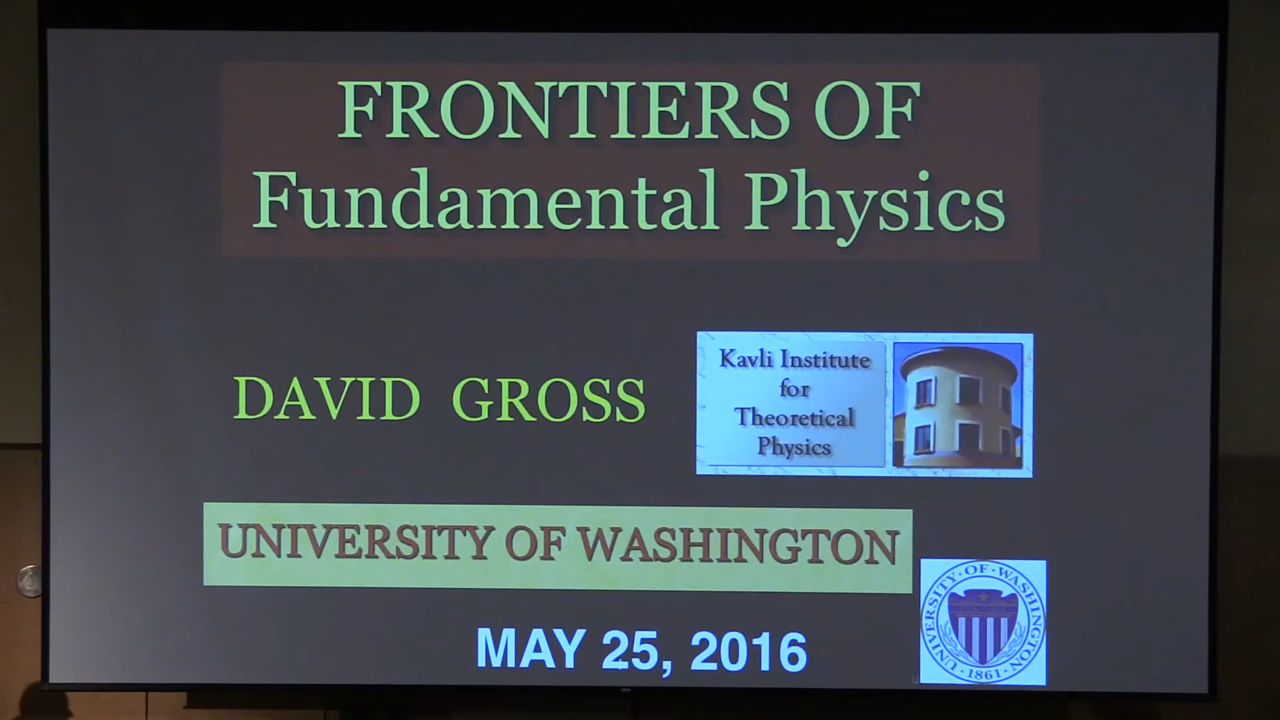 FRONTIERS OF
Fundamental Physics
DAVID GROSS
Kavli Institute
for
Theoretical
Physics
UNIVERSITY OF WASHINGTON
UNIVERSITY·OF·WASHINGTON
·1861·
MAY 25, 2016